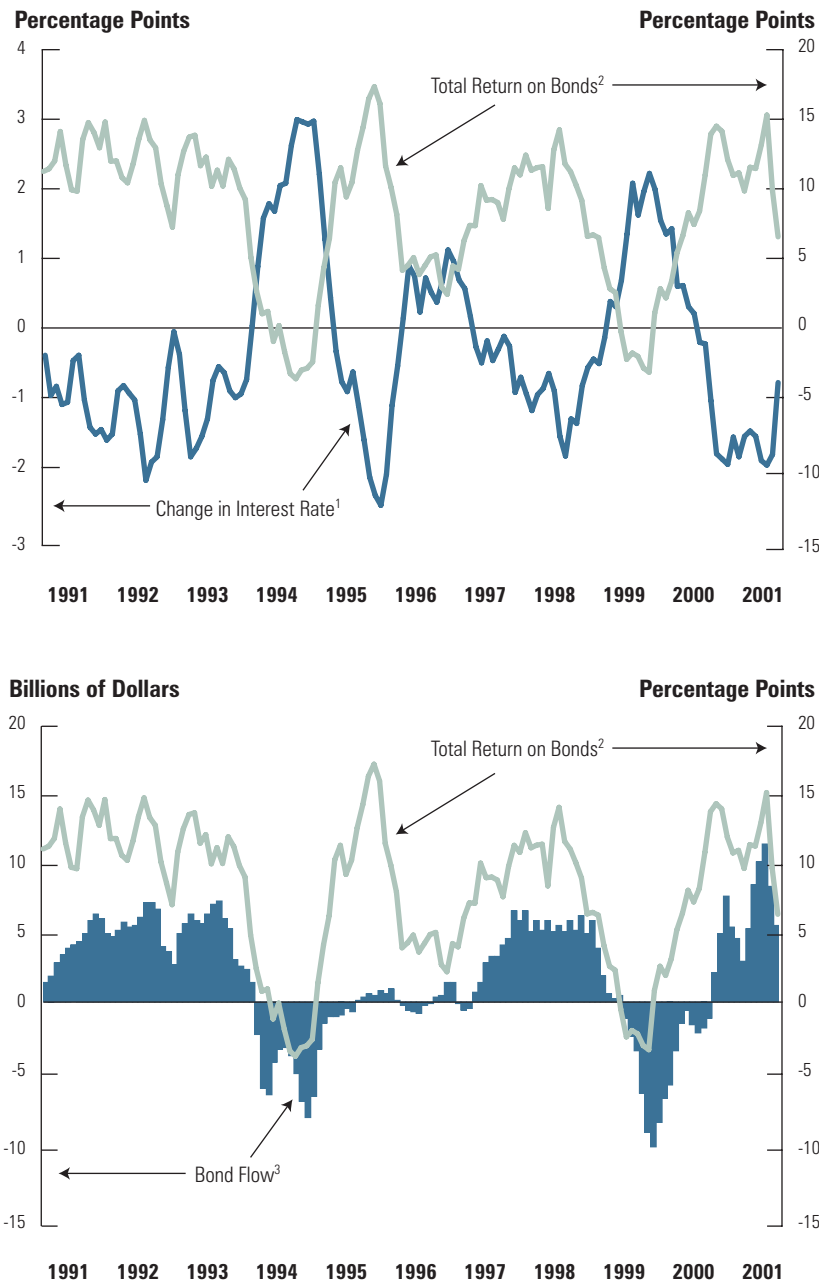 Percentage Points Percentage Points
4 20
Total Return on Bonds2
3 15
2 10
1 5
0 0
-1 -5
-2 -10
Change in Interest Rate1
-3 -15
1991 1992 1993 1994 1995 1996 1997 1998 1999 2000 2001
Billions of Dollars Percentage Points
20 20
Total Return on Bonds2
15 15
10 10
5 5
0 0
-5 -5
-10 -10
Bond Flow3
-15 -15
1991 1992 1993 1994 1995 1996 1997 1998 1999 2000 2001